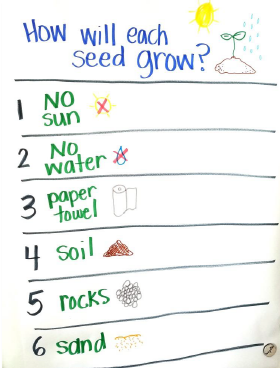 How will each
seed grow?
1 NO
sun
2 No
water
3 paper
towel
4 soil
5 rocks
6 sand